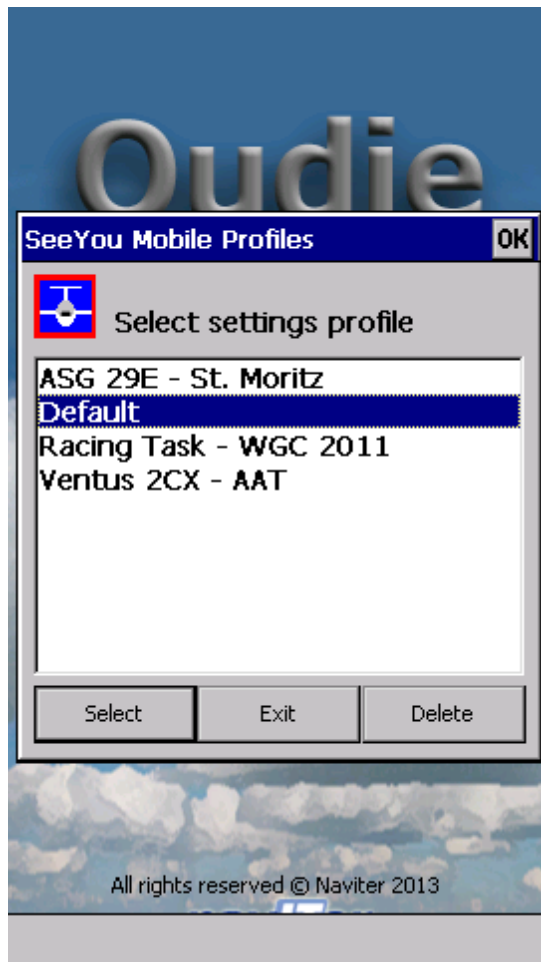 Oudie
SeeYou Mobile Profiles OK
Select settings profile
ASG 29E - St. Moritz
Default
Racing Task - WGC 2011
Ventus 2CX - AAT
Select Exit Delete
All rights reserved © Naviter 2013